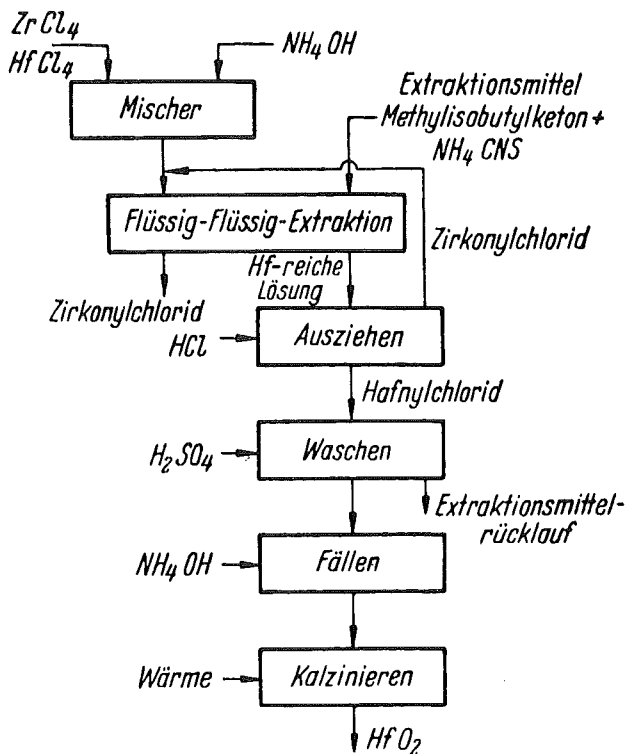 ZrCl₄
HfCl₄
NH₄OH
Mischer
Extraktionsmittel
Methylisobutylketon +
NH₄CNS
Flüssig-Flüssig-Extraktion
Zirkonylchlorid
Hf-reiche
Lösung
Zirkonylchlorid
HCl
Ausziehen
Hafnylchlorid
H₂SO₄
Waschen
Extraktionsmittel-
rücklauf
NH₄OH
Fällen
Wärme
Kalzinieren
HfO₂